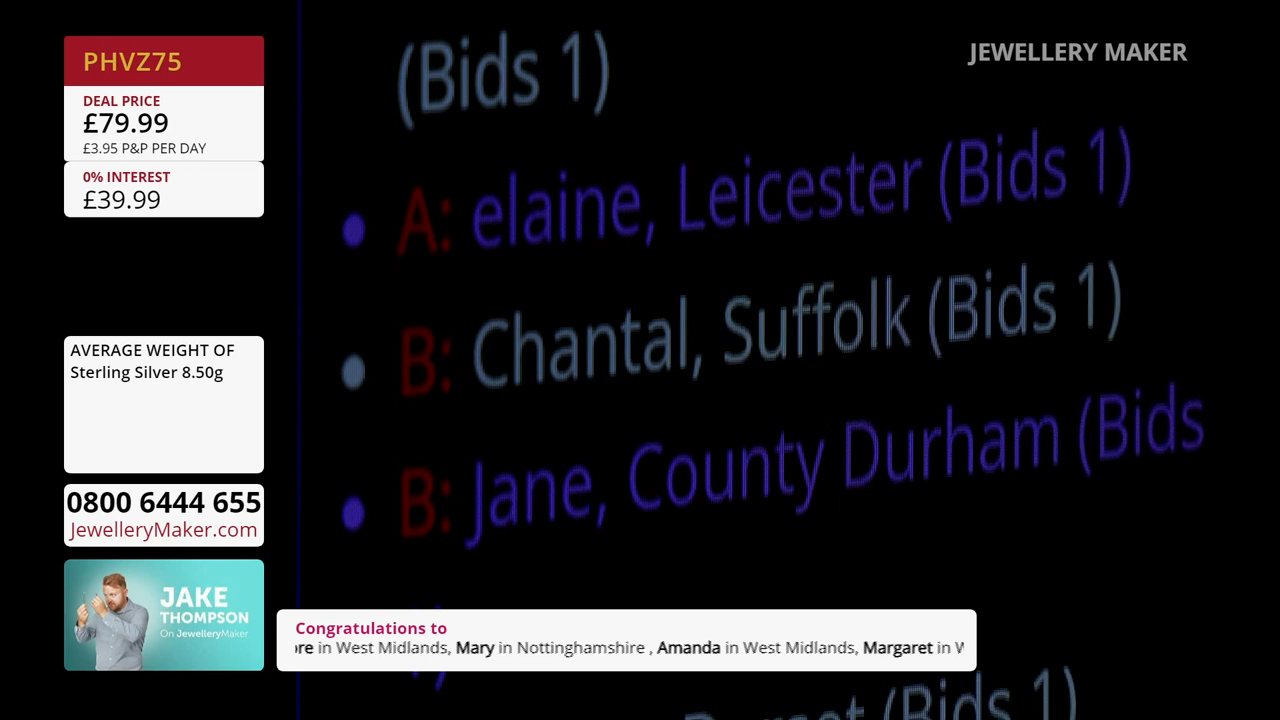 PHVZ75
DEAL PRICE
£79.99
£3.95 P&P PER DAY
0% INTEREST
£39.99
AVERAGE WEIGHT OF
Sterling Silver 8.50g
0800 6444 655
JewelleryMaker.com
JAKE
THOMPSON
On JewelleryMaker
JEWELLERY MAKER
(Bids 1)
A: elaine, Leicester (Bids 1)
B: Chantal, Suffolk (Bids 1)
B: Jane, County Durham (Bids
1)
(Bids 1)
Congratulations to
in West Midlands, Mary in Nottinghamshire , Amanda in West Midlands, Margaret in